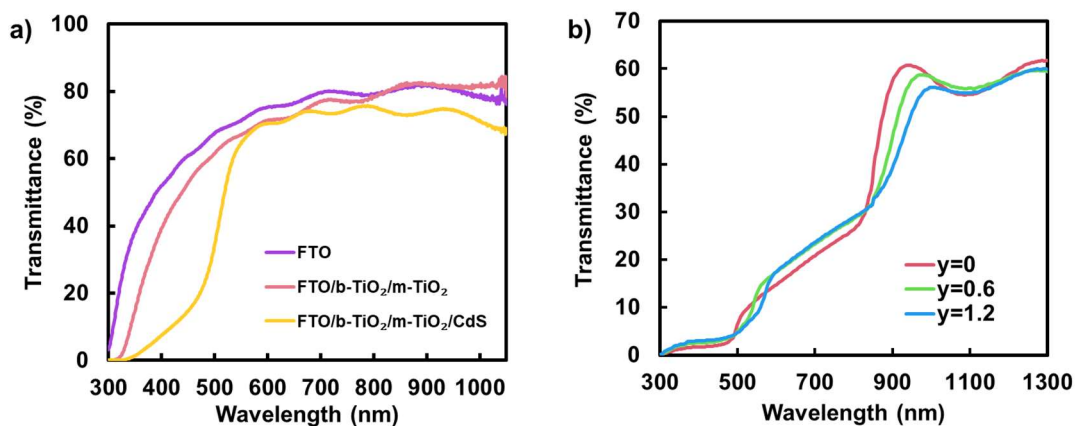 a)
Transmittance (%)
100
80
60
40
20
0
FTO
FTO/b-TiO₂/m-TiO₂
FTO/b-TiO₂/m-TiO₂/CdS
300 400 500 600 700 800 900 1000
Wavelength (nm)
b)
Transmittance (%)
70
60
50
40
30
20
10
0
y=0
y=0.6
y=1.2
300 500 700 900 1100 1300
Wavelength (nm)